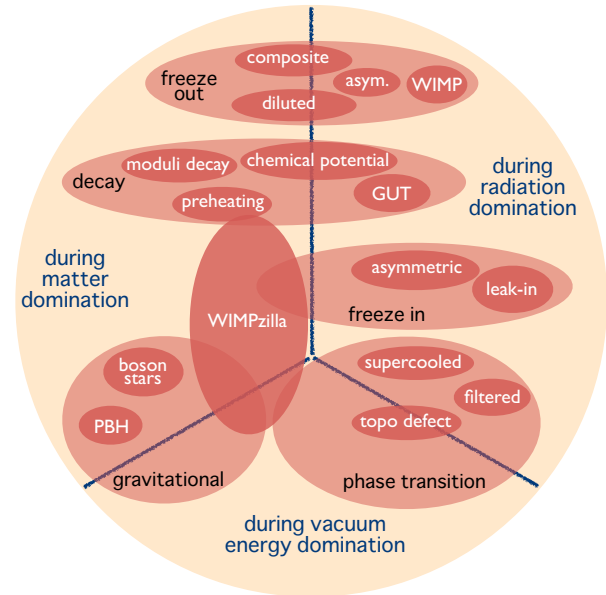 composite
freeze
out
asym.
WIMP
diluted
moduli decay
chemical potential
decay
preheating
GUT
during
radiation
domination
during
matter
domination
asymmetric
leak-in
WIMPzilla
freeze in
boson
stars
supercooled
filtered
PBH
topo defect
gravitational
phase transition
during vacuum
energy domination